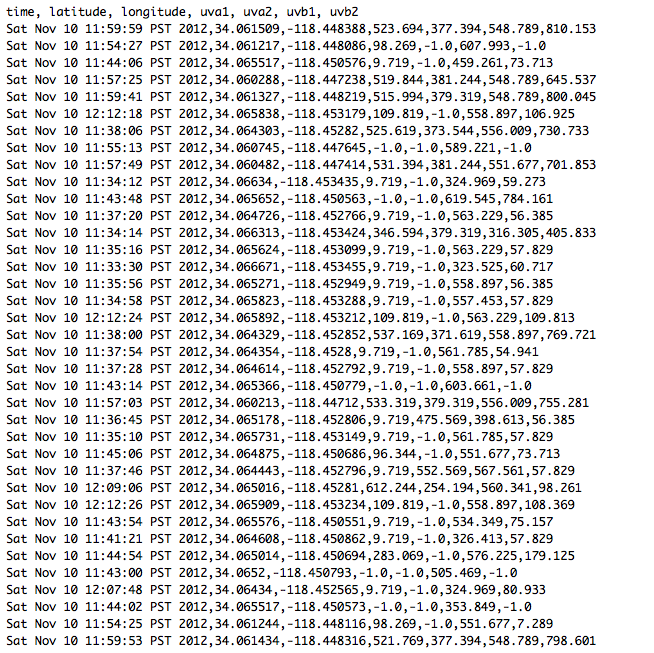 time, latitude, longitude, uva1, uva2, uvb1, uvb2
Sat Nov 10 11:59:59 PST 2012,34.061509,-118.448388,523.694,377.394,548.789,810.153
Sat Nov 10 11:54:27 PST 2012,34.061217,-118.448086,98.269,-1.0,607.993,-1.0
Sat Nov 10 11:44:06 PST 2012,34.065517,-118.450576,9.719,-1.0,459.261,73.713
Sat Nov 10 11:57:25 PST 2012,34.060288,-118.447238,519.844,381.244,548.789,645.537
Sat Nov 10 11:59:41 PST 2012,34.061327,-118.448219,515.994,379.319,548.789,800.045
Sat Nov 10 12:12:18 PST 2012,34.065838,-118.453179,109.819,-1.0,558.897,106.925
Sat Nov 10 11:38:06 PST 2012,34.064303,-118.45282,525.619,373.544,556.009,730.733
Sat Nov 10 11:55:13 PST 2012,34.060745,-118.447645,-1.0,-1.0,589.221,-1.0
Sat Nov 10 11:57:49 PST 2012,34.060482,-118.447414,531.394,381.244,551.677,701.853
Sat Nov 10 11:34:12 PST 2012,34.06634,-118.453435,9.719,-1.0,324.969,59.273
Sat Nov 10 11:43:48 PST 2012,34.065652,-118.450563,-1.0,-1.0,619.545,784.161
Sat Nov 10 11:37:20 PST 2012,34.064726,-118.452766,9.719,-1.0,563.229,56.385
Sat Nov 10 11:34:14 PST 2012,34.066313,-118.453424,346.594,379.319,316.305,405.833
Sat Nov 10 11:35:16 PST 2012,34.065624,-118.453099,9.719,-1.0,563.229,57.829
Sat Nov 10 11:33:30 PST 2012,34.066671,-118.453455,9.719,-1.0,323.525,60.717
Sat Nov 10 11:35:56 PST 2012,34.065271,-118.452949,9.719,-1.0,558.897,56.385
Sat Nov 10 11:34:58 PST 2012,34.065823,-118.453288,9.719,-1.0,557.453,57.829
Sat Nov 10 12:12:24 PST 2012,34.065892,-118.453212,109.819,-1.0,563.229,109.813
Sat Nov 10 11:38:00 PST 2012,34.064329,-118.452852,537.169,371.619,558.897,769.721
Sat Nov 10 11:37:54 PST 2012,34.064354,-118.4528,9.719,-1.0,561.785,54.941
Sat Nov 10 11:37:28 PST 2012,34.064614,-118.452792,9.719,-1.0,558.897,57.829
Sat Nov 10 11:43:14 PST 2012,34.065366,-118.450779,-1.0,-1.0,603.661,-1.0
Sat Nov 10 11:57:03 PST 2012,34.060213,-118.44712,533.319,379.319,556.009,755.281
Sat Nov 10 11:36:45 PST 2012,34.065178,-118.452806,9.719,475.569,398.613,56.385
Sat Nov 10 11:35:10 PST 2012,34.065731,-118.453149,9.719,-1.0,561.785,57.829
Sat Nov 10 11:45:06 PST 2012,34.064875,-118.450686,96.344,-1.0,551.677,73.713
Sat Nov 10 11:37:46 PST 2012,34.064443,-118.452796,9.719,552.569,567.561,57.829
Sat Nov 10 12:09:06 PST 2012,34.065016,-118.45281,612.244,254.194,560.341,98.261
Sat Nov 10 12:12:26 PST 2012,34.065909,-118.453234,109.819,-1.0,558.897,108.369
Sat Nov 10 11:43:54 PST 2012,34.065576,-118.450551,9.719,-1.0,534.349,75.157
Sat Nov 10 11:41:21 PST 2012,34.064608,-118.450862,9.719,-1.0,326.413,57.829
Sat Nov 10 11:44:54 PST 2012,34.065014,-118.450694,283.069,-1.0,576.225,179.125
Sat Nov 10 11:43:00 PST 2012,34.0652,-118.450793,-1.0,-1.0,505.469,-1.0
Sat Nov 10 12:07:48 PST 2012,34.06434,-118.452565,9.719,-1.0,324.969,80.933
Sat Nov 10 11:44:02 PST 2012,34.065517,-118.450573,-1.0,-1.0,353.849,-1.0
Sat Nov 10 11:54:25 PST 2012,34.061244,-118.448116,98.269,-1.0,551.677,7.289
Sat Nov 10 11:59:53 PST 2012,34.061434,-118.448316,521.769,377.394,548.789,798.601